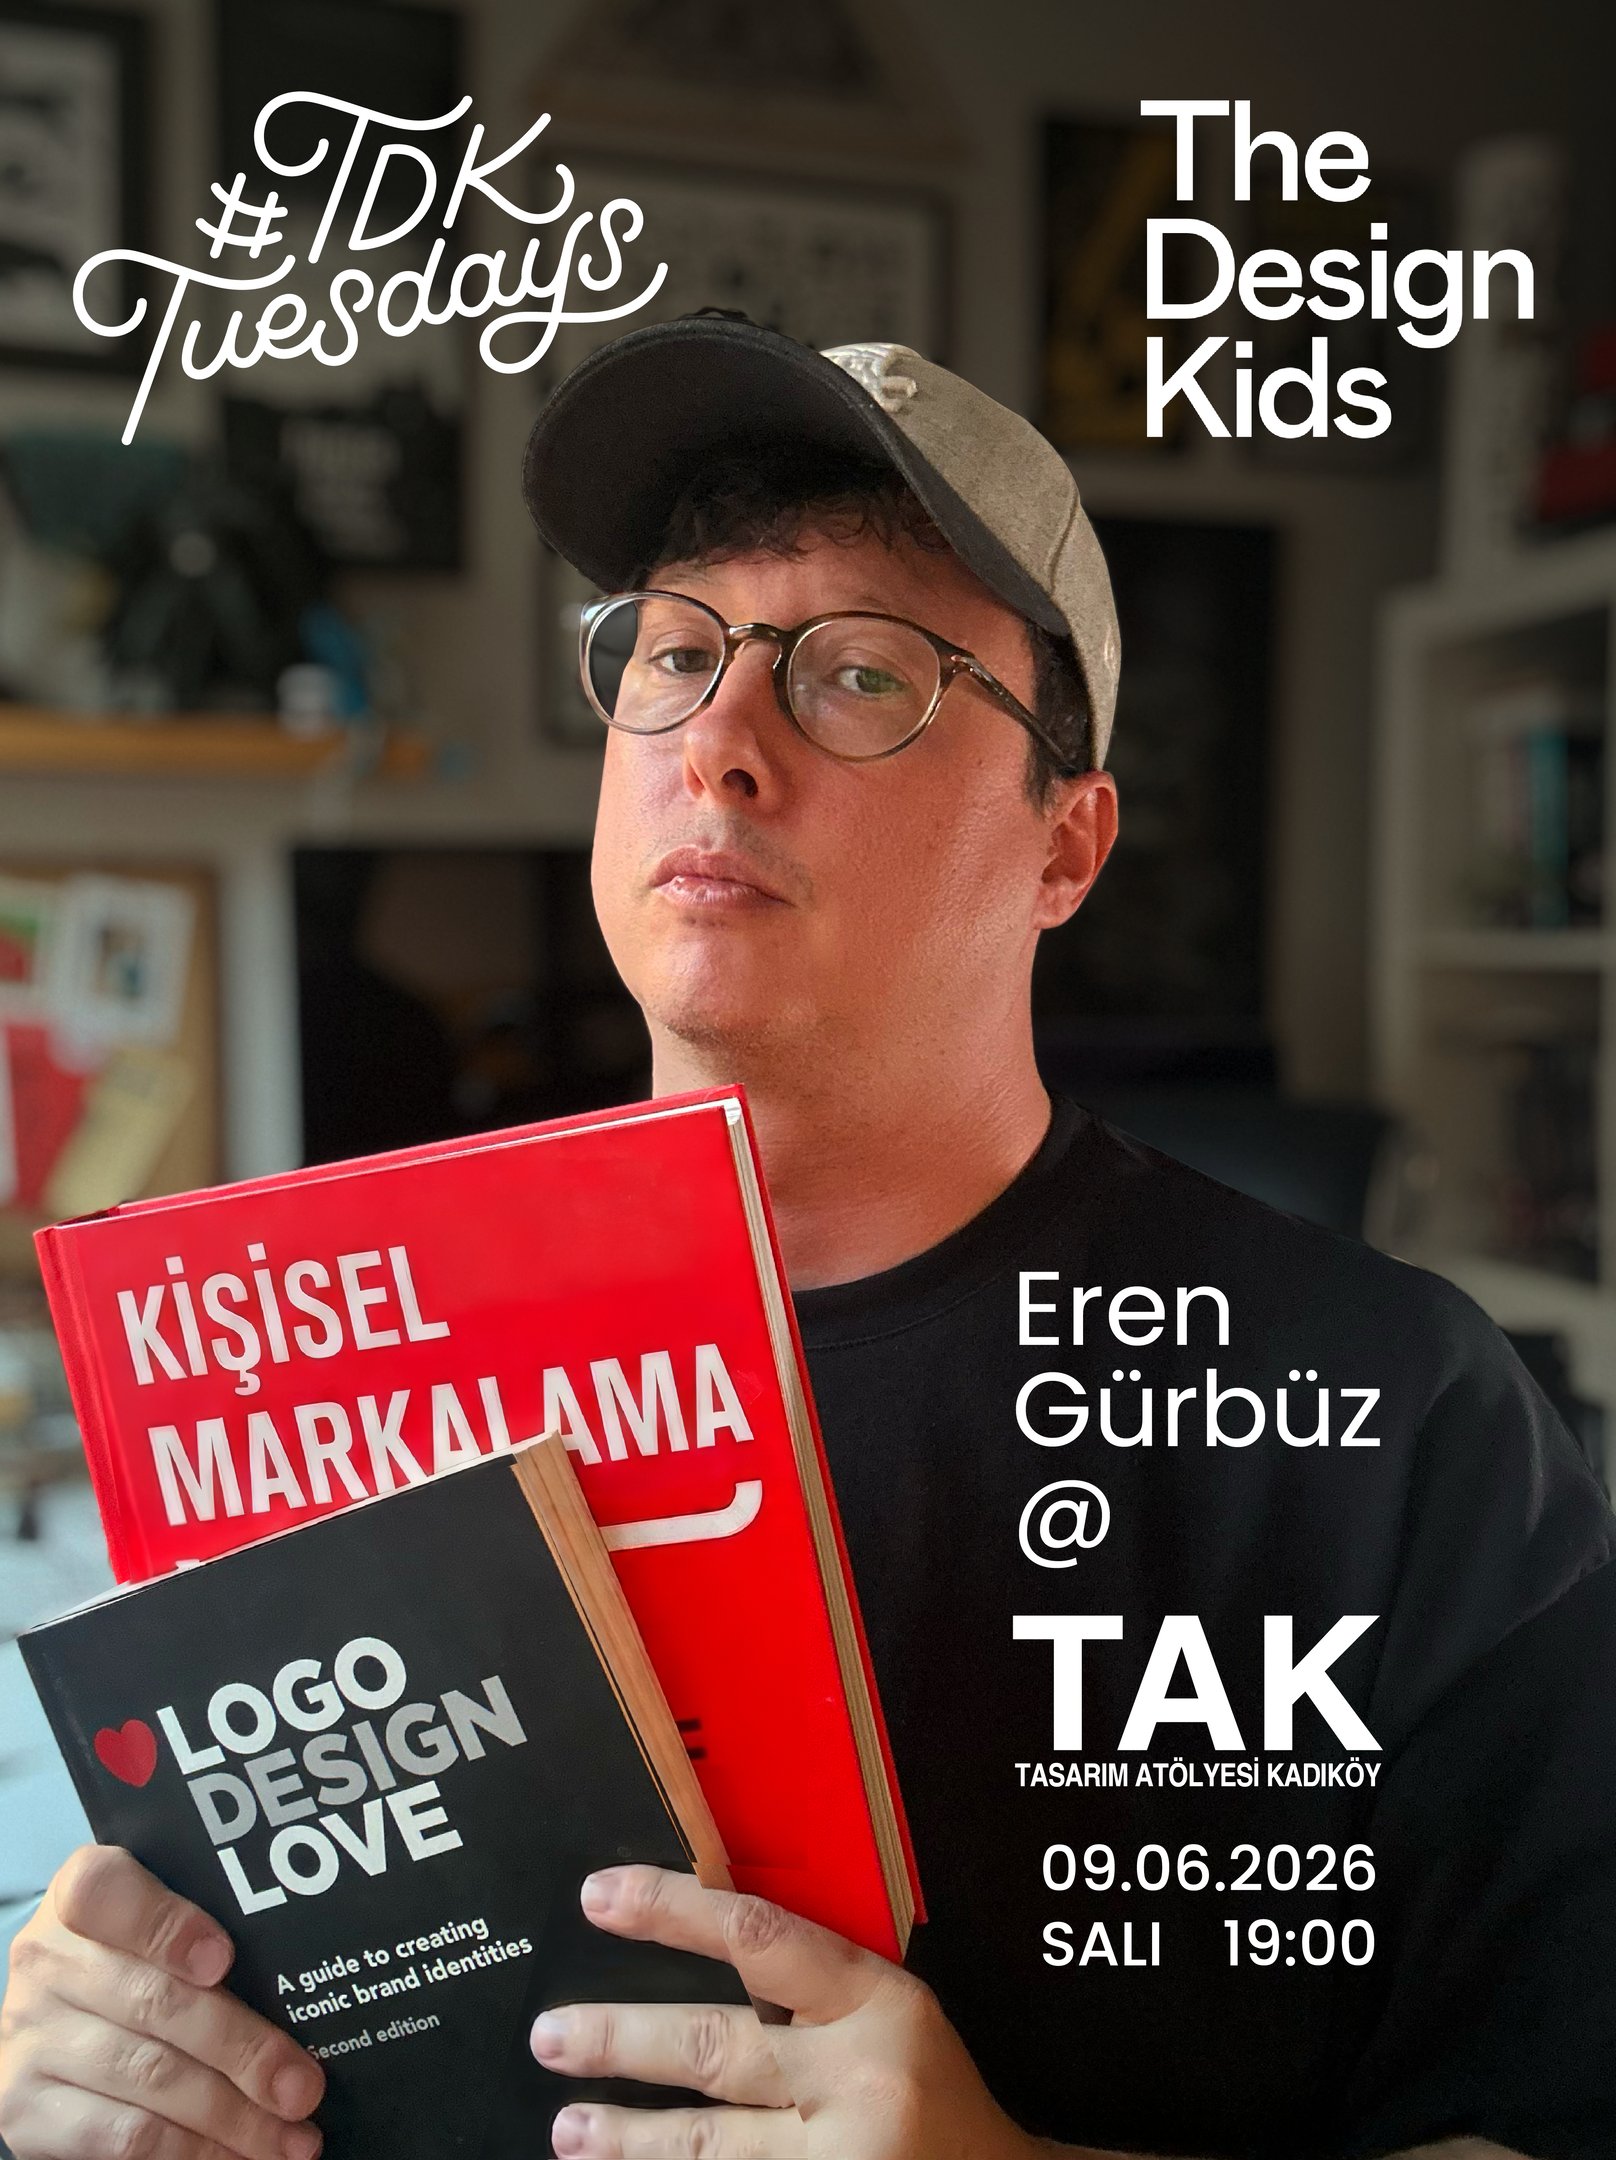 #TDK
Tuesdays
The
Design
Kids
KİŞİSEL
MARKALAMA
LOGO
DESIGN
LOVE
A guide to creating
iconic brand identities
Second edition
Eren
Gürbüz
@
TAK
TASARIM ATÖLYESİ KADIKÖY
09.06.2026
SALI 19:00